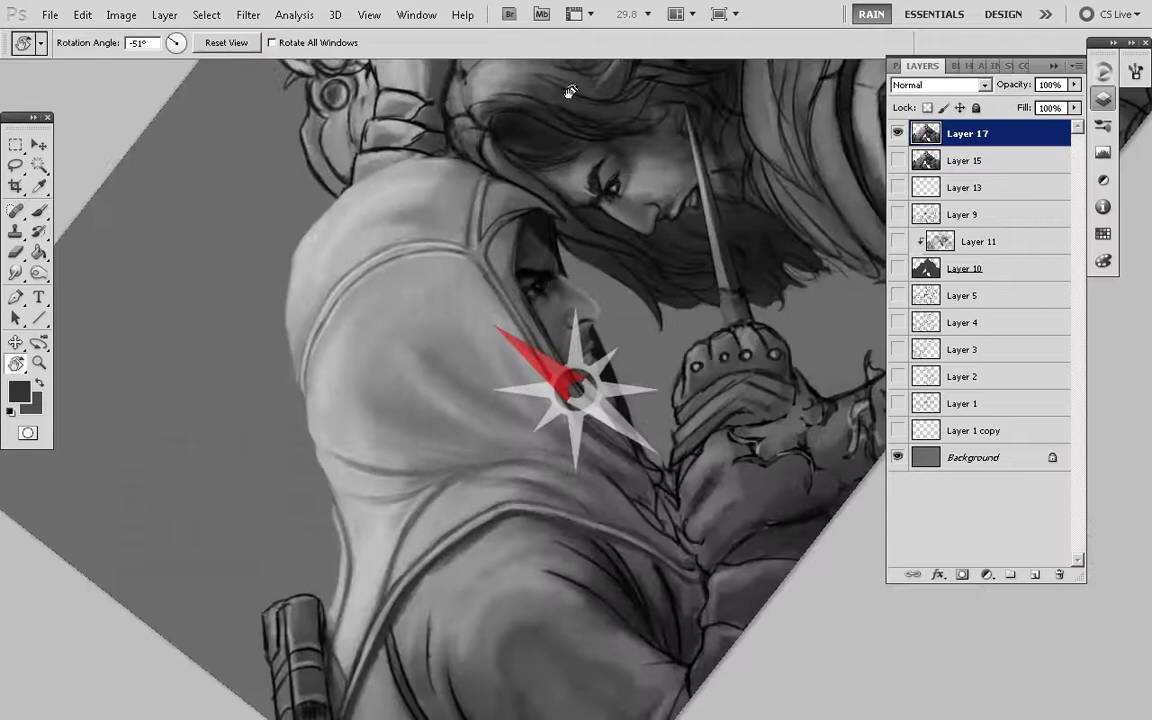 Ps File Edit Image Layer Select Filter Analysis 3D View Window Help Br Mb 29.8 RAIN ESSENTIALS DESIGN CS Live
Rotation Angle: -51° Reset View Rotate All Windows
LAYERS
Normal Opacity: 100%
Lock: Fill: 100%
Layer 17
Layer 15
Layer 13
Layer 9
Layer 11
Layer 10
Layer 5
Layer 4
Layer 3
Layer 2
Layer 1
Layer 1 copy
Background